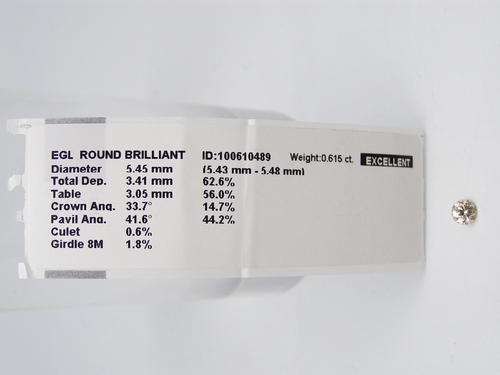 EGL ROUND BRILLIANT ID:100610489 Weight:0.615 ct. EXCELLENT
Diameter 5.45 mm (5.43 mm - 5.48 mm)
Total Dep. 3.41 mm 62.6%
Table 3.05 mm 56.0%
Crown Ang. 33.7° 14.7%
Pavil Ang. 41.6° 44.2%
Culet 0.6%
Girdle 8M 1.8%